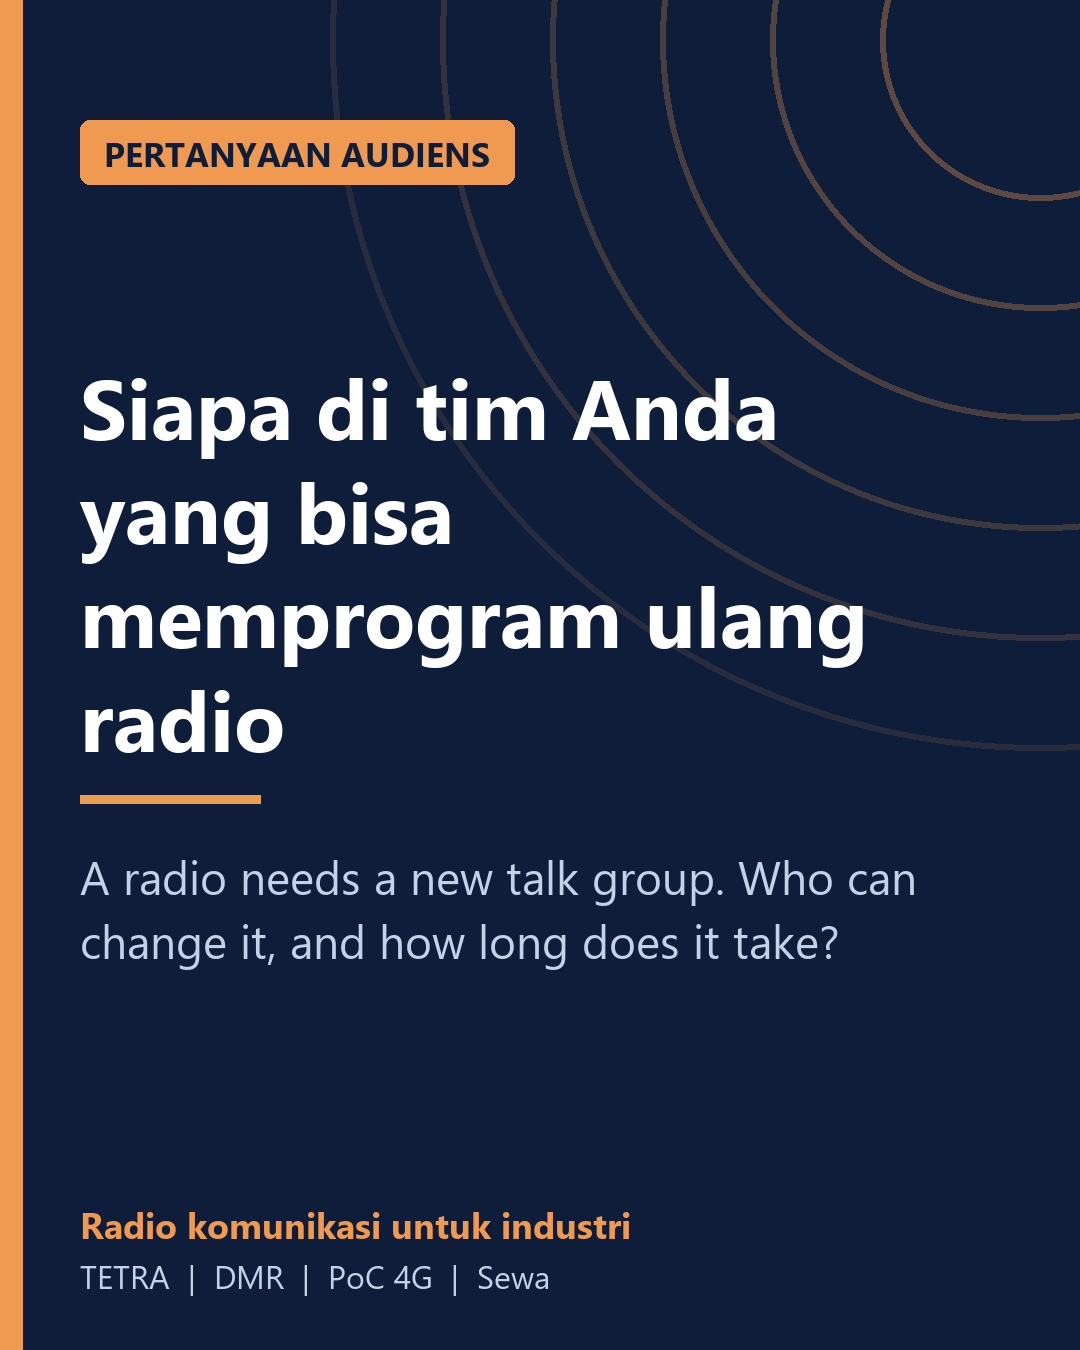 PERTANYAAN AUDIENS
Siapa di tim Anda
yang bisa
memprogram ulang
radio
A radio needs a new talk group. Who can
change it, and how long does it take?
Radio komunikasi untuk industri
TETRA | DMR | PoC 4G | Sewa